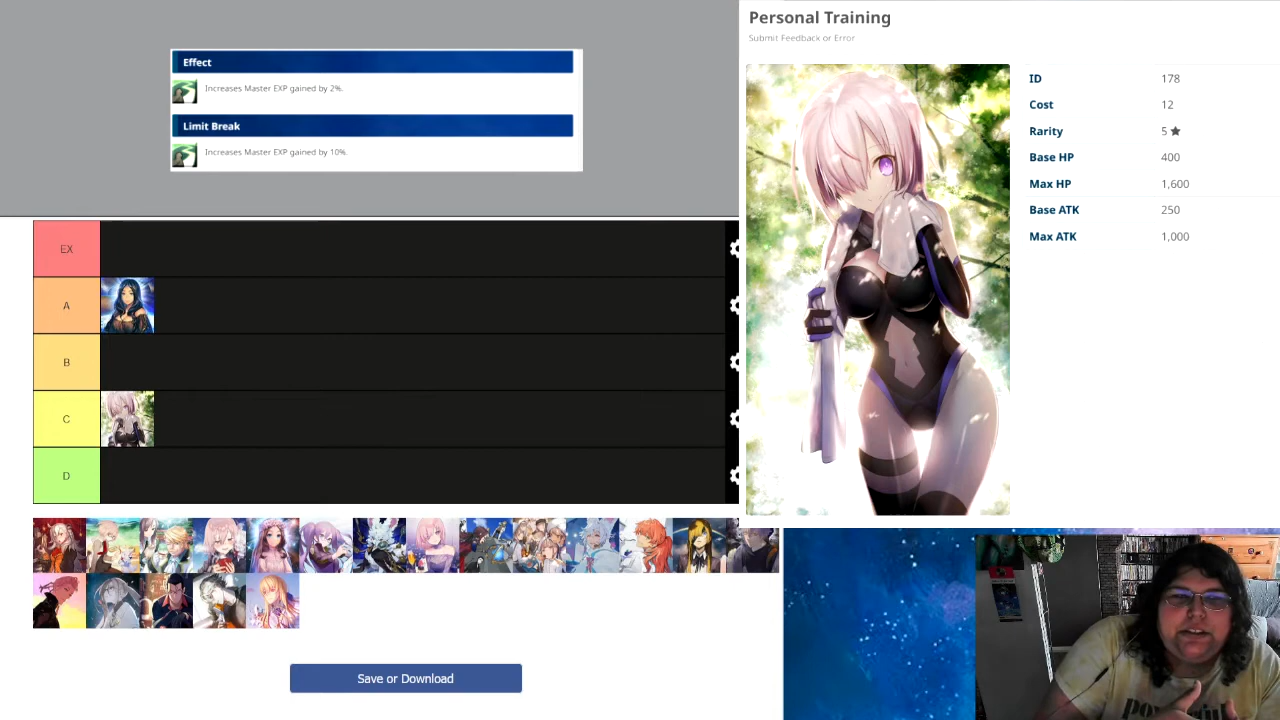 Effect
Increases Master EXP gained by 2%.
Limit Break
Increases Master EXP gained by 10%.
Personal Training
Submit Feedback or Error
ID 178
Cost 12
Rarity 5 ★
Base HP 400
Max HP 1,600
Base ATK 250
Max ATK 1,000
EX
A
B
C
D
Save or Download